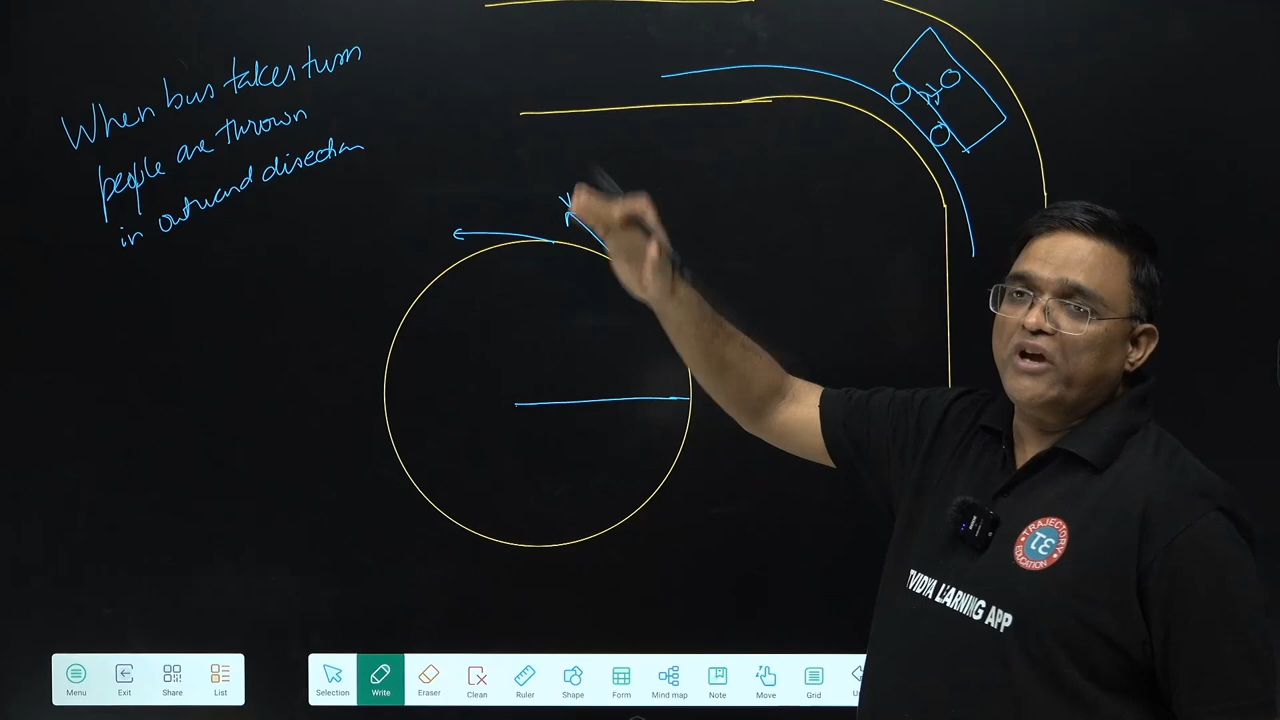 When bus takes turn
people are thrown
in outward direction
V
TRAJECTORY
TE
EDUCATION
TVIDYA LEARNING APP
Menu
Exit
Share
List
Selection
Write
Eraser
Clean
Ruler
Shape
Form
Mind map
Note
Move
Grid